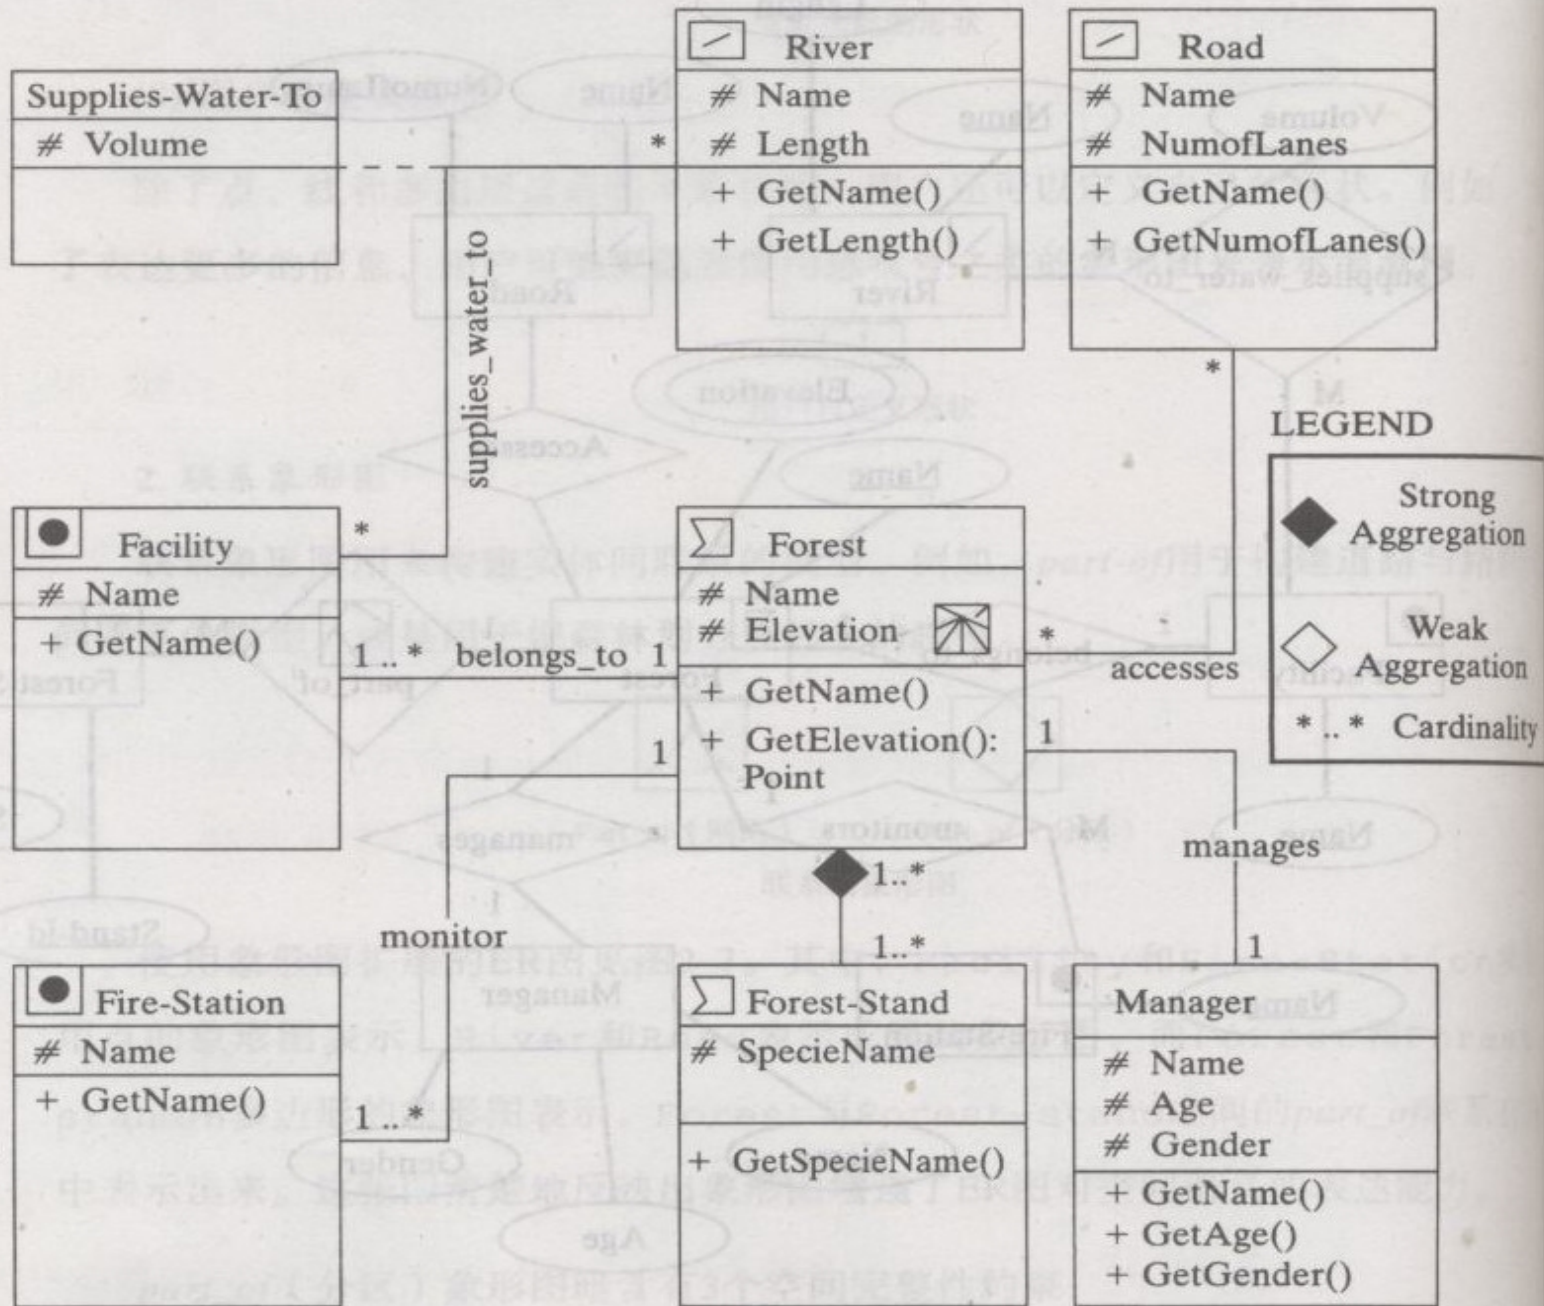 River
# Name
# Length
+ GetName()
+ GetLength()
Road
# Name
# NumofLanes
+ GetName()
+ GetNumofLanes()
Supplies-Water-To
# Volume
*
supplies_water_to
*
*
LEGEND
Strong
Aggregation
Weak
Aggregation
* .. * Cardinality
Facility
# Name
+ GetName()
1 .. * belongs_to 1
Forest
# Name
# Elevation
+ GetName()
+ GetElevation():
Point
*
accesses
1
1
manages
1
monitor
1 .. *
1..*
1..*
Fire-Station
# Name
+ GetName()
Forest-Stand
# SpecieName
+ GetSpecieName()
Manager
# Name
# Age
# Gender
+ GetName()
+ GetAge()
+ GetGender()